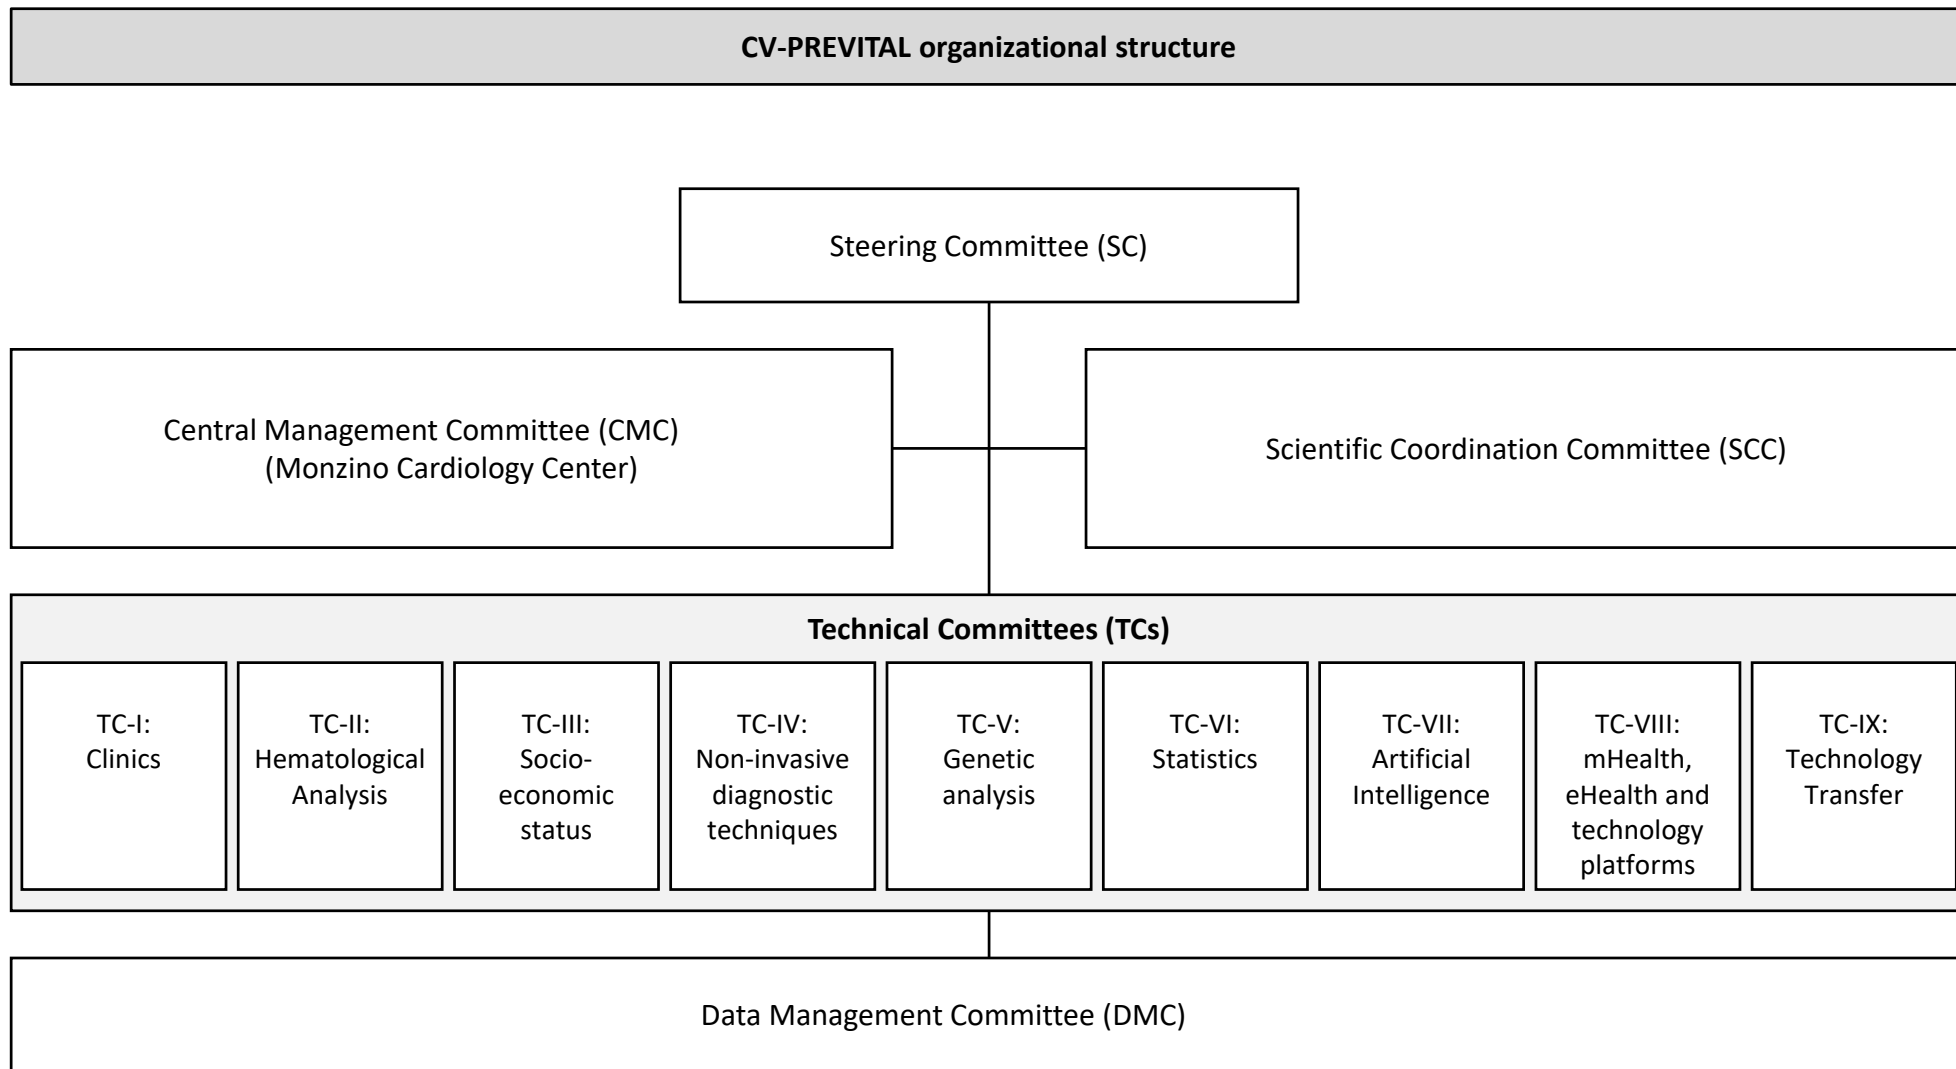 CV-PREVITAL organizational structure
Steering Committee (SC)
Central Management Committee (CMC)
(Monzino Cardiology Center)
Scientific Coordination Committee (SCC)
Technical Committees (TCs)
TC-I:
Clinics
TC-II:
Hematological
Analysis
TC-III:
Socio-
economic
status
TC-IV:
Non-invasive
diagnostic
techniques
TC-V:
Genetic
analysis
TC-VI:
Statistics
TC-VII:
Artificial
Intelligence
TC-VIII:
mHealth,
eHealth and
technology
platforms
TC-IX:
Technology
Transfer
Data Management Committee (DMC)